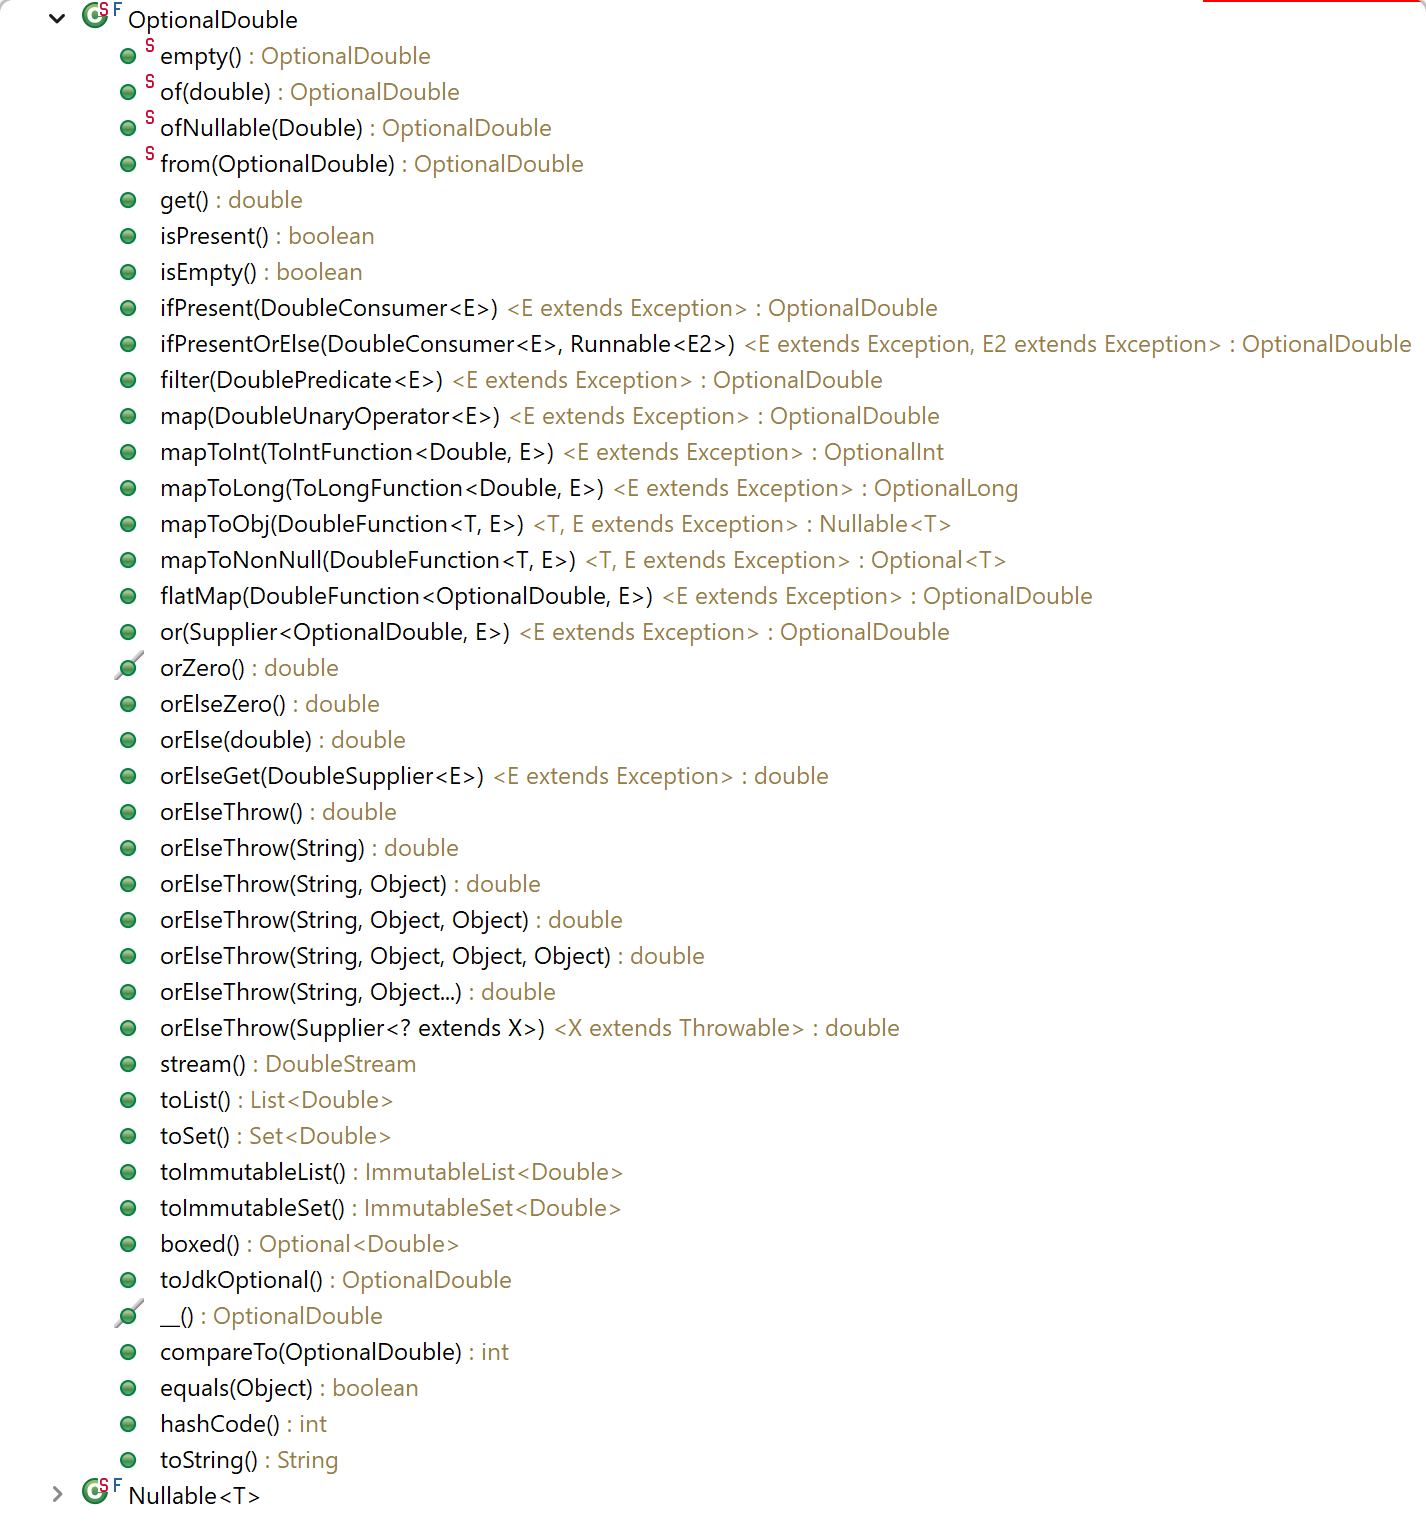 OptionalDouble
empty() : OptionalDouble
of(double) : OptionalDouble
ofNullable(Double) : OptionalDouble
from(OptionalDouble) : OptionalDouble
get() : double
isPresent() : boolean
isEmpty() : boolean
ifPresent(DoubleConsumer<E>) <E extends Exception> : OptionalDouble
ifPresentOrElse(DoubleConsumer<E>, Runnable<E2>) <E extends Exception, E2 extends Exception> : OptionalDouble
filter(DoublePredicate<E>) <E extends Exception> : OptionalDouble
map(DoubleUnaryOperator<E>) <E extends Exception> : OptionalDouble
mapToInt(ToIntFunction<Double, E>) <E extends Exception> : OptionalInt
mapToLong(ToLongFunction<Double, E>) <E extends Exception> : OptionalLong
mapToObj(DoubleFunction<T, E>) <T, E extends Exception> : Nullable<T>
mapToNonNull(DoubleFunction<T, E>) <T, E extends Exception> : Optional<T>
flatMap(DoubleFunction<OptionalDouble, E>) <E extends Exception> : OptionalDouble
or(Supplier<OptionalDouble, E>) <E extends Exception> : OptionalDouble
orZero() : double
orElseZero() : double
orElse(double) : double
orElseGet(DoubleSupplier<E>) <E extends Exception> : double
orElseThrow() : double
orElseThrow(String) : double
orElseThrow(String, Object) : double
orElseThrow(String, Object, Object) : double
orElseThrow(String, Object, Object, Object) : double
orElseThrow(String, Object...) : double
orElseThrow(Supplier<? extends X>) <X extends Throwable> : double
stream() : DoubleStream
toList() : List<Double>
toSet() : Set<Double>
toImmutableList() : ImmutableList<Double>
toImmutableSet() : ImmutableSet<Double>
boxed() : Optional<Double>
toJdkOptional() : OptionalDouble
__() : OptionalDouble
compareTo(OptionalDouble) : int
equals(Object) : boolean
hashCode() : int
toString() : String
Nullable<T>